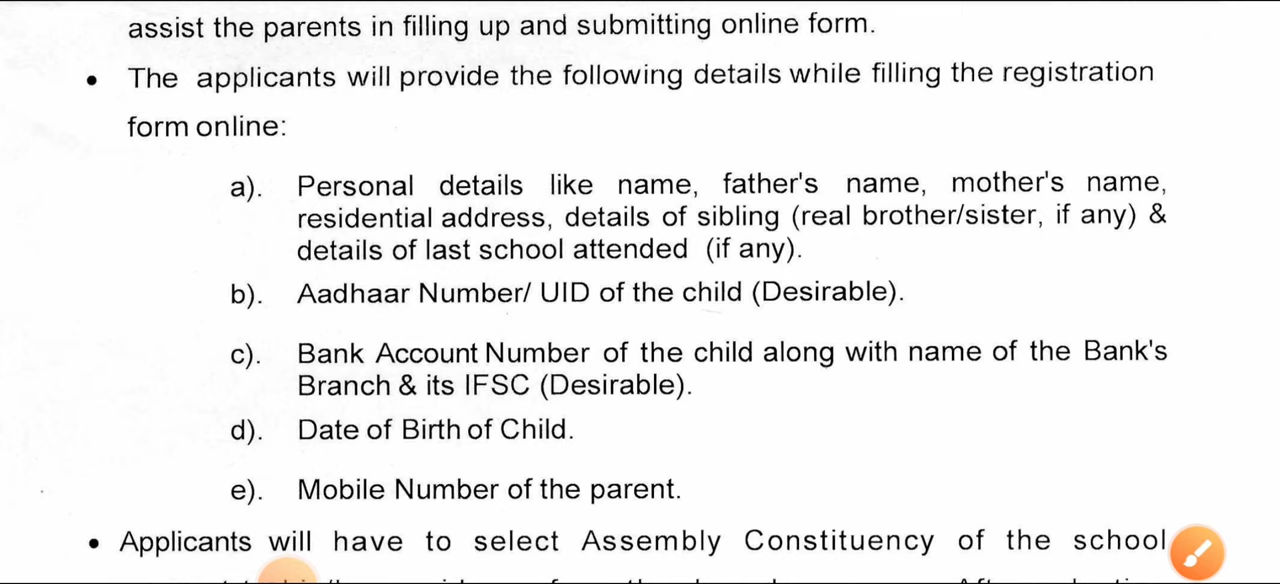 assist the parents in filling up and submitting online form.
• The applicants will provide the following details while filling the registration
form online:
a). Personal details like name, father's name, mother's name,
residential address, details of sibling (real brother/sister, if any) &
details of last school attended (if any).
b). Aadhaar Number/ UID of the child (Desirable).
c). Bank Account Number of the child along with name of the Bank's
Branch & its IFSC (Desirable).
d). Date of Birth of Child.
e). Mobile Number of the parent.
• Applicants will have to select Assembly Constituency of the school